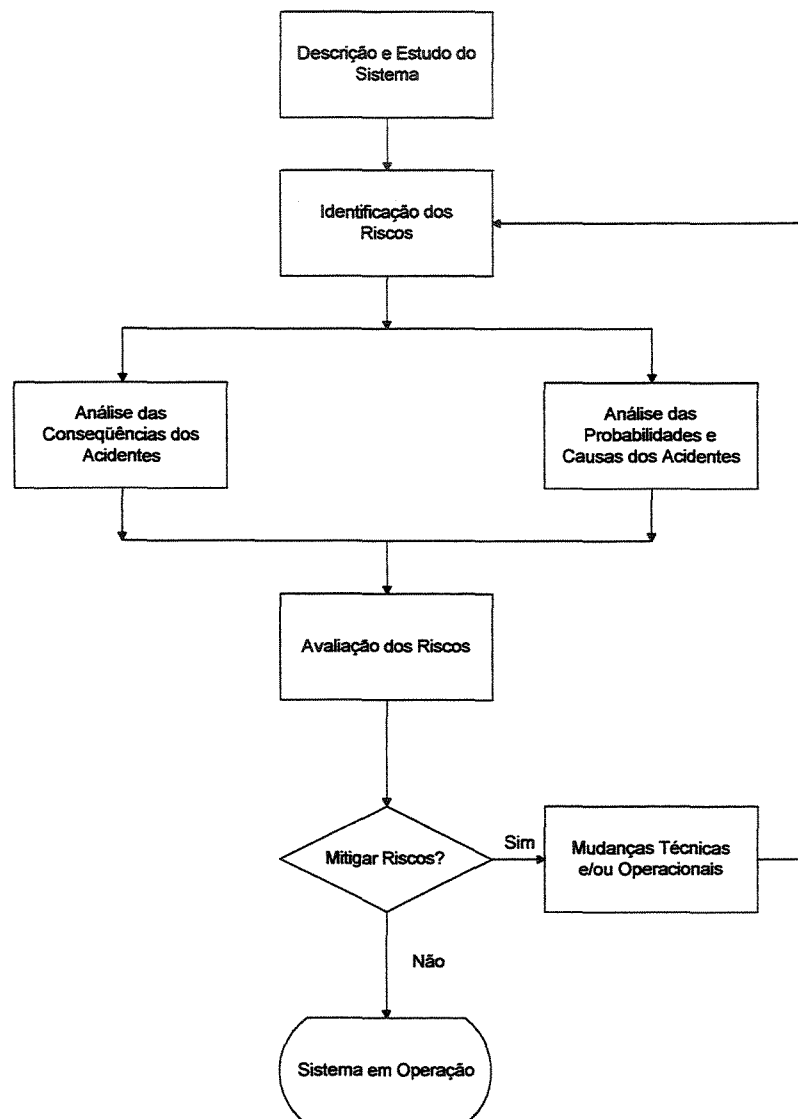 Descrição e Estudo do
Sistema
Identificação dos
Riscos
Análise das
Conseqüências dos
Acidentes
Análise das
Probabilidades e
Causas dos Acidentes
Avaliação dos Riscos
Mitigar Riscos?
Sim
Mudanças Técnicas
e/ou Operacionais
Não
Sistema em Operação